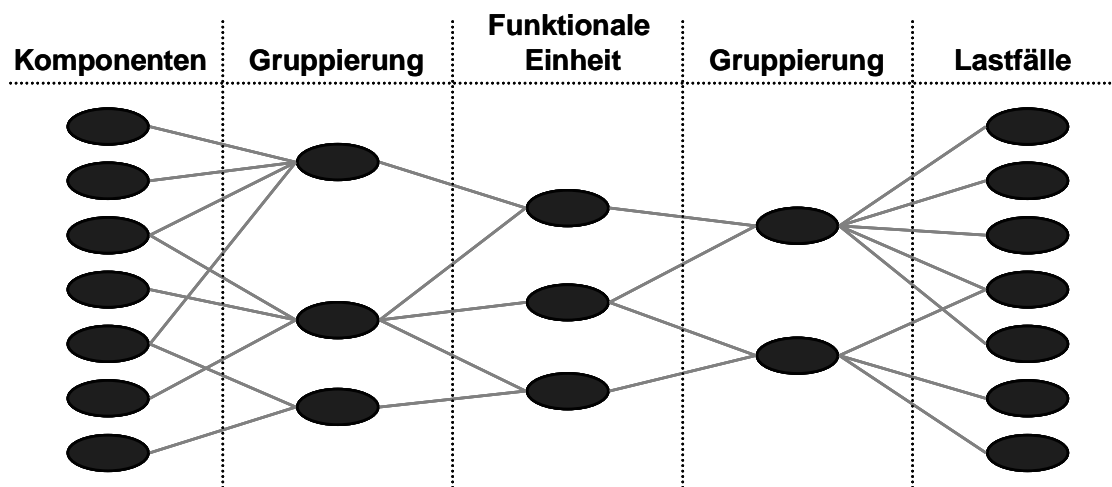 Komponenten
Gruppierung
Funktionale
Einheit
Gruppierung
Lastfälle